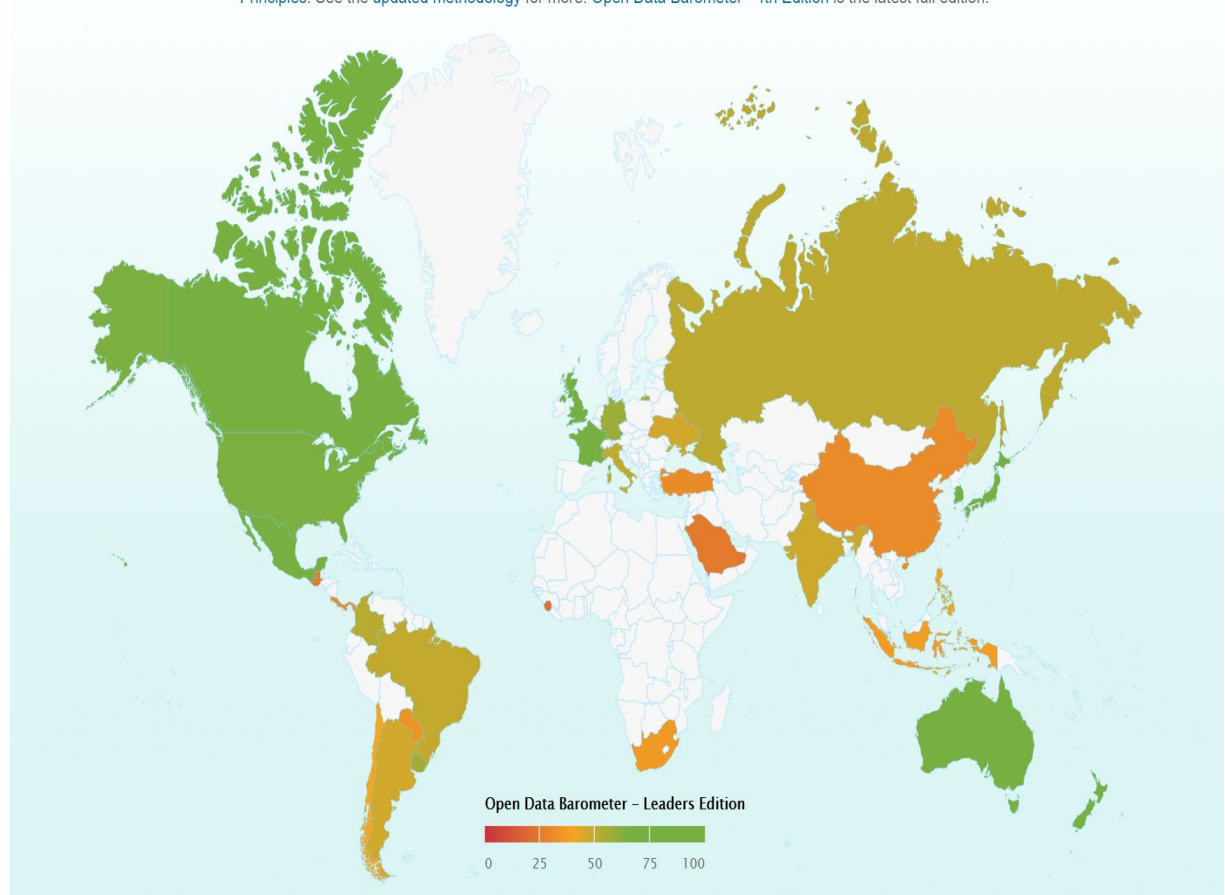 Principles. See the updated methodology for more. Open Data Barometer – 4th Edition is the latest full edition.
Open Data Barometer – Leaders Edition
0 25 50 75 100